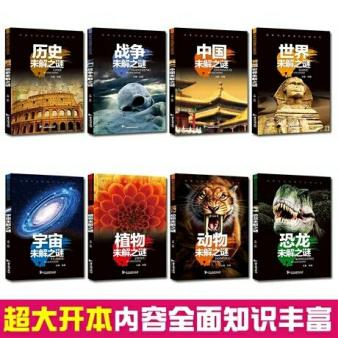 历史
未解之谜
战争
未解之谜
中国
未解之谜
世界
未解之谜
宇宙
未解之谜
植物
未解之谜
动物
未解之谜
恐龙
未解之谜
超大开本内容全面知识丰富